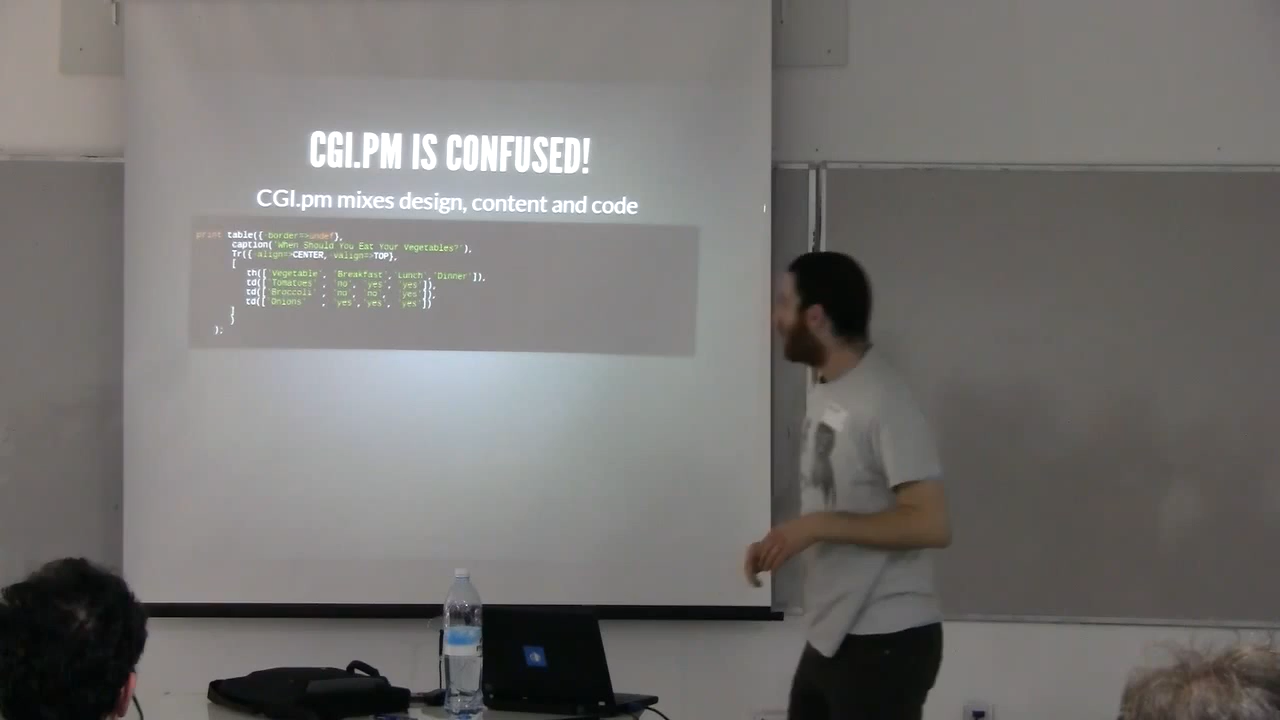 CGI.PM IS CONFUSED!
CGI.pm mixes design, content and code
print table({ border=>undef},
caption('When Should You Eat Your Vegetables?'),
Tr({ align=>CENTER, valign=>TOP},
[
th(['Vegetable', 'Breakfast','Lunch','Dinner']),
td(['Tomatoes' , 'no', 'yes', 'yes']),
td(['Broccoli' , 'no', 'no', 'yes']),
td(['Onions' , 'yes','yes', 'yes'])
]
)
);